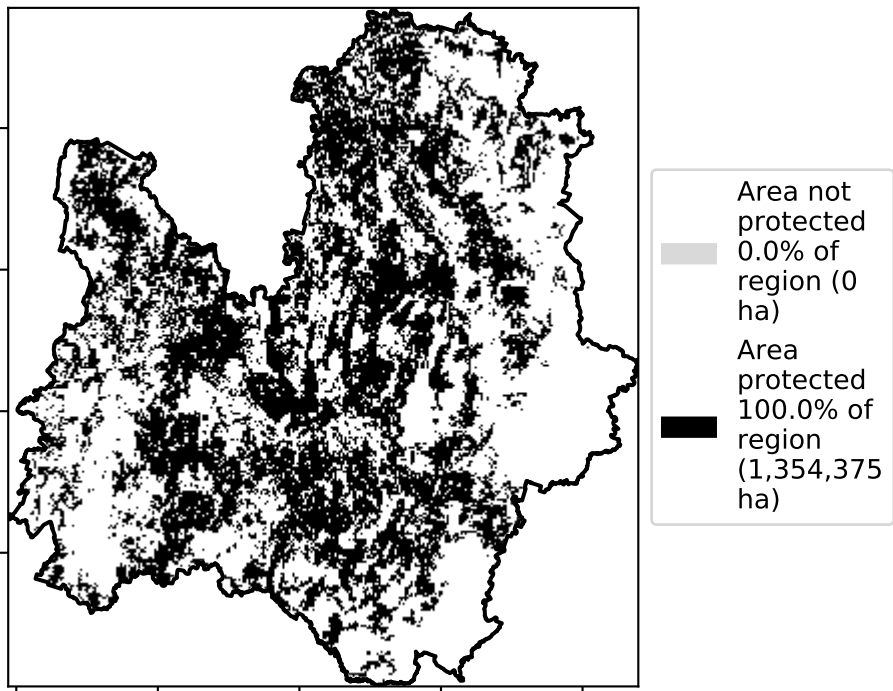 Area not
protected
0.0% of
region (0
ha)
Area
protected
100.0% of
region
(1,354,375
ha)